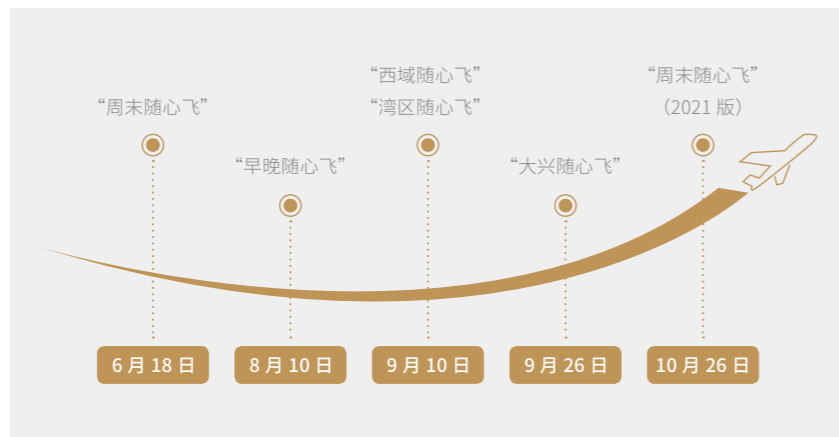 “周末随心飞”
6 月 18 日
“早晚随心飞”
8 月 10 日
“西域随心飞”
“湾区随心飞”
9 月 10 日
“大兴随心飞”
9 月 26 日
“周末随心飞”
（2021 版）
10 月 26 日